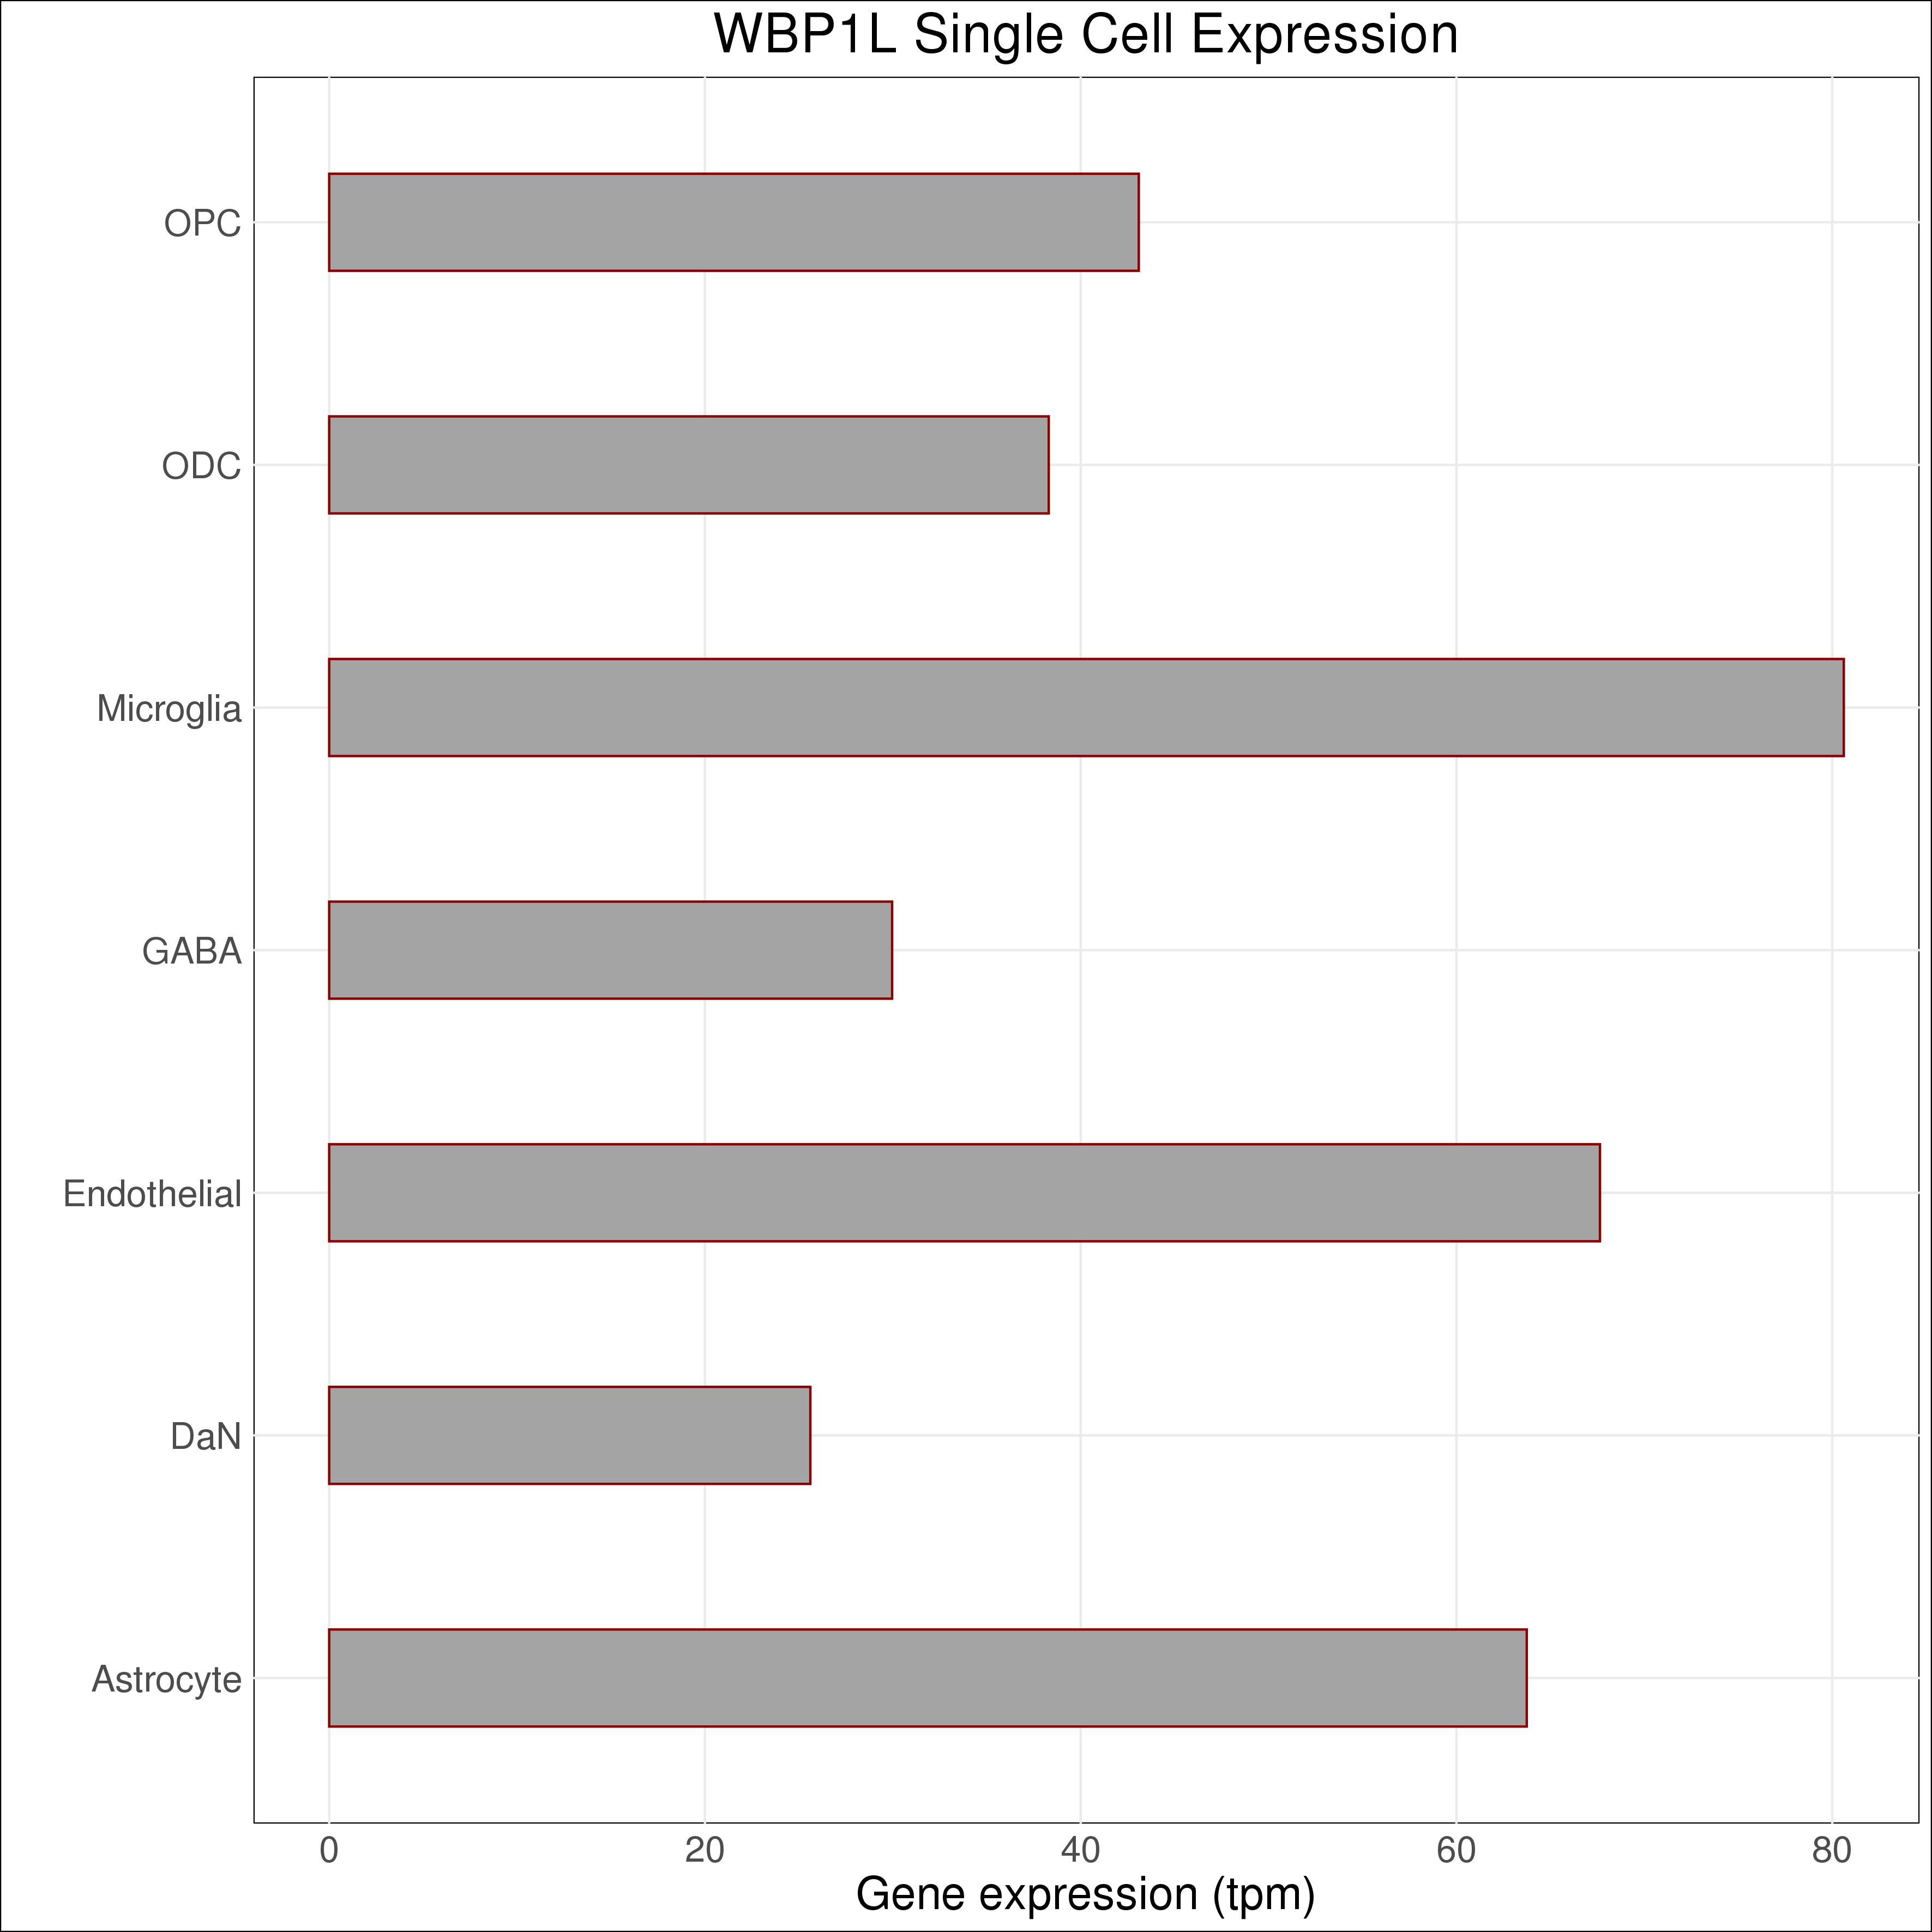 WBP1L Single Cell Expression
OPC
ODC
Microglia
GABA
Endothelial
DaN
Astrocyte
0 20 40 60 80
Gene expression (tpm)